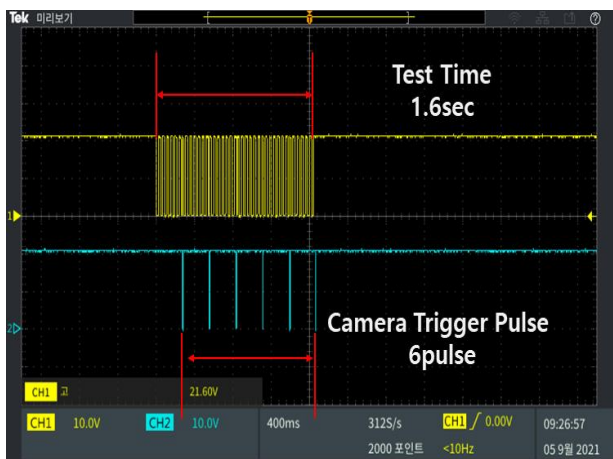 Tek 미리보기
Test Time
1.6sec
1
2
Camera Trigger Pulse
6pulse
CH1 고 21.60V
CH1 10.0V CH2 10.0V 400ms 312S/s CH1 0.00V 09:26:57
2000 포인트 <10Hz 05 9월 2021